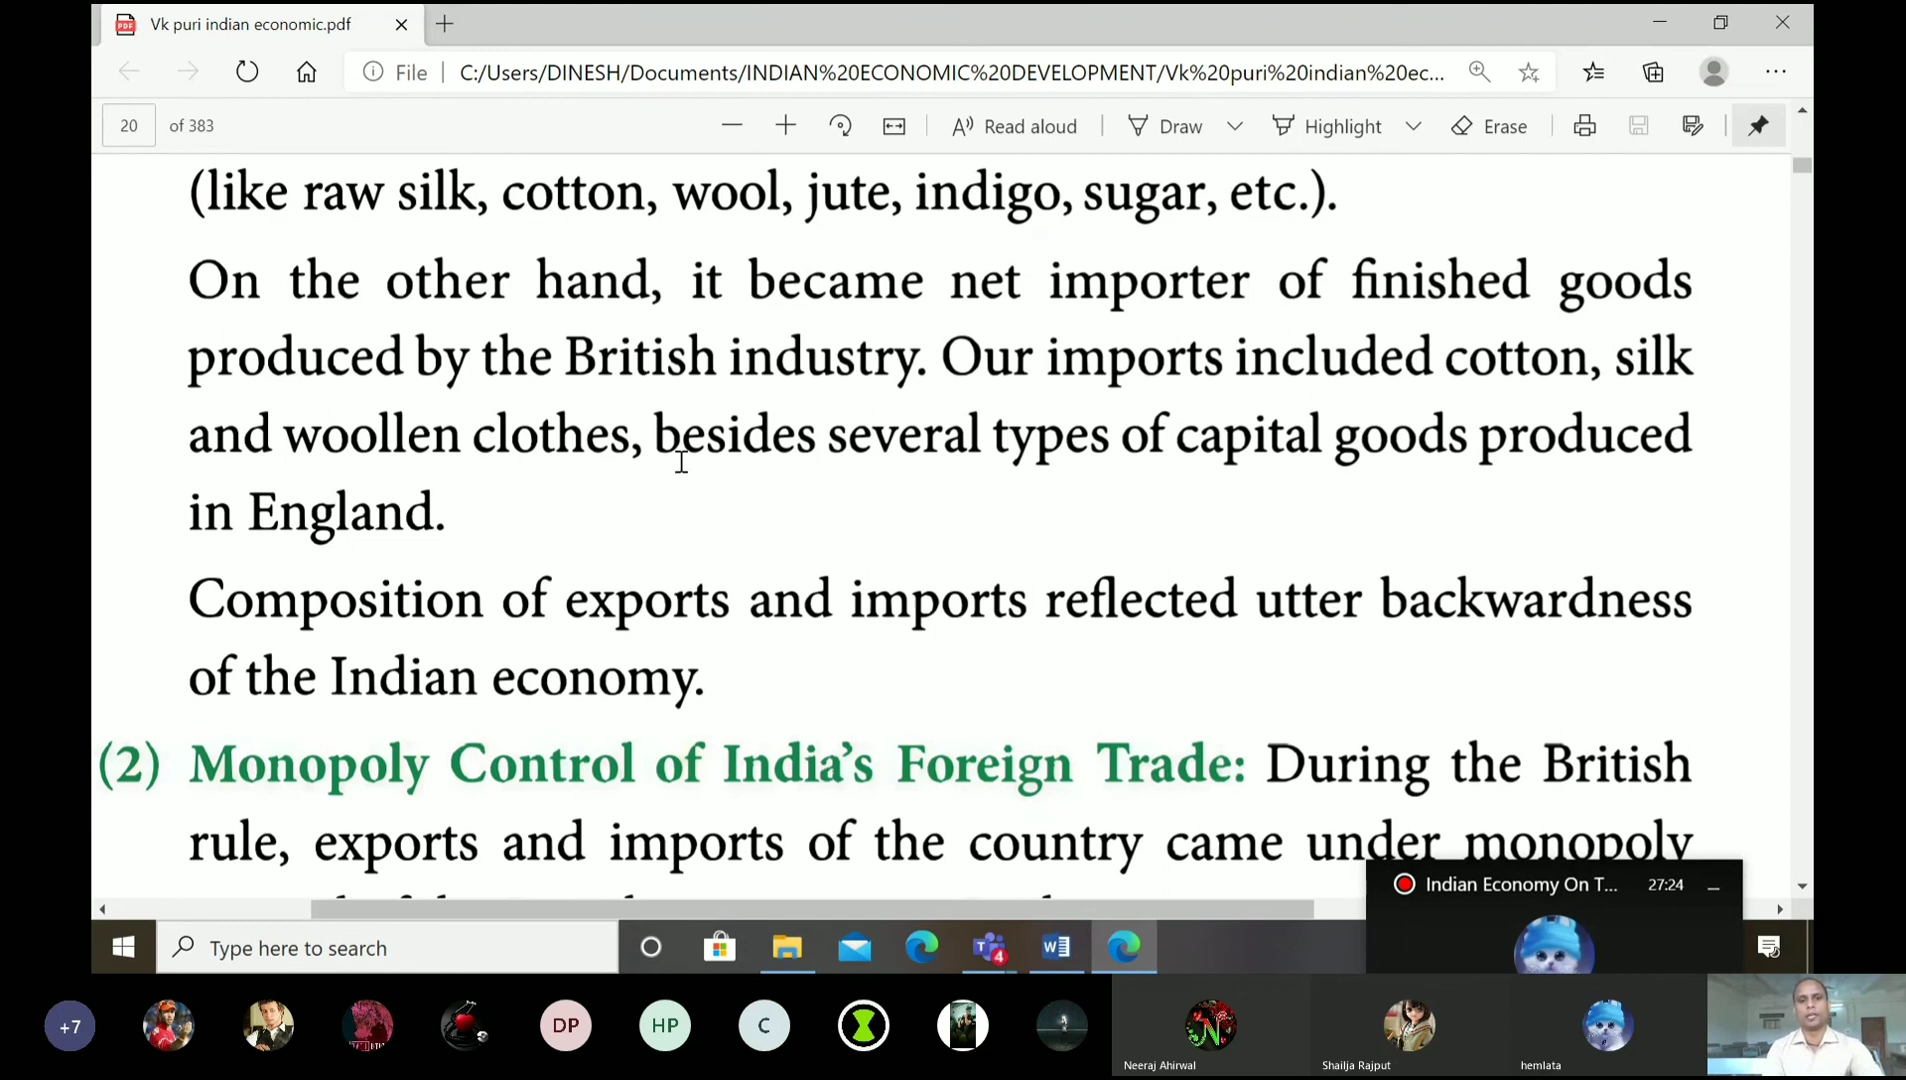 Vk puri indian economic.pdf
File C:/Users/DINESH/Documents/INDIAN%20ECONOMIC%20DEVELOPMENT/Vk%20puri%20indian%20ec...
20 of 383 Read aloud Draw Highlight Erase
(like raw silk, cotton, wool, jute, indigo, sugar, etc.).
On the other hand, it became net importer of finished goods
produced by the British industry. Our imports included cotton, silk
and woollen clothes, besides several types of capital goods produced
in England.
Composition of exports and imports reflected utter backwardness
of the Indian economy.
(2) Monopoly Control of India's Foreign Trade: During the British
rule, exports and imports of the country came under monopoly
Indian Economy On T... 27:24
Type here to search
4
+7
DP
HP
C
N
Neeraj Ahirwal
Shailja Rajput
hemlata